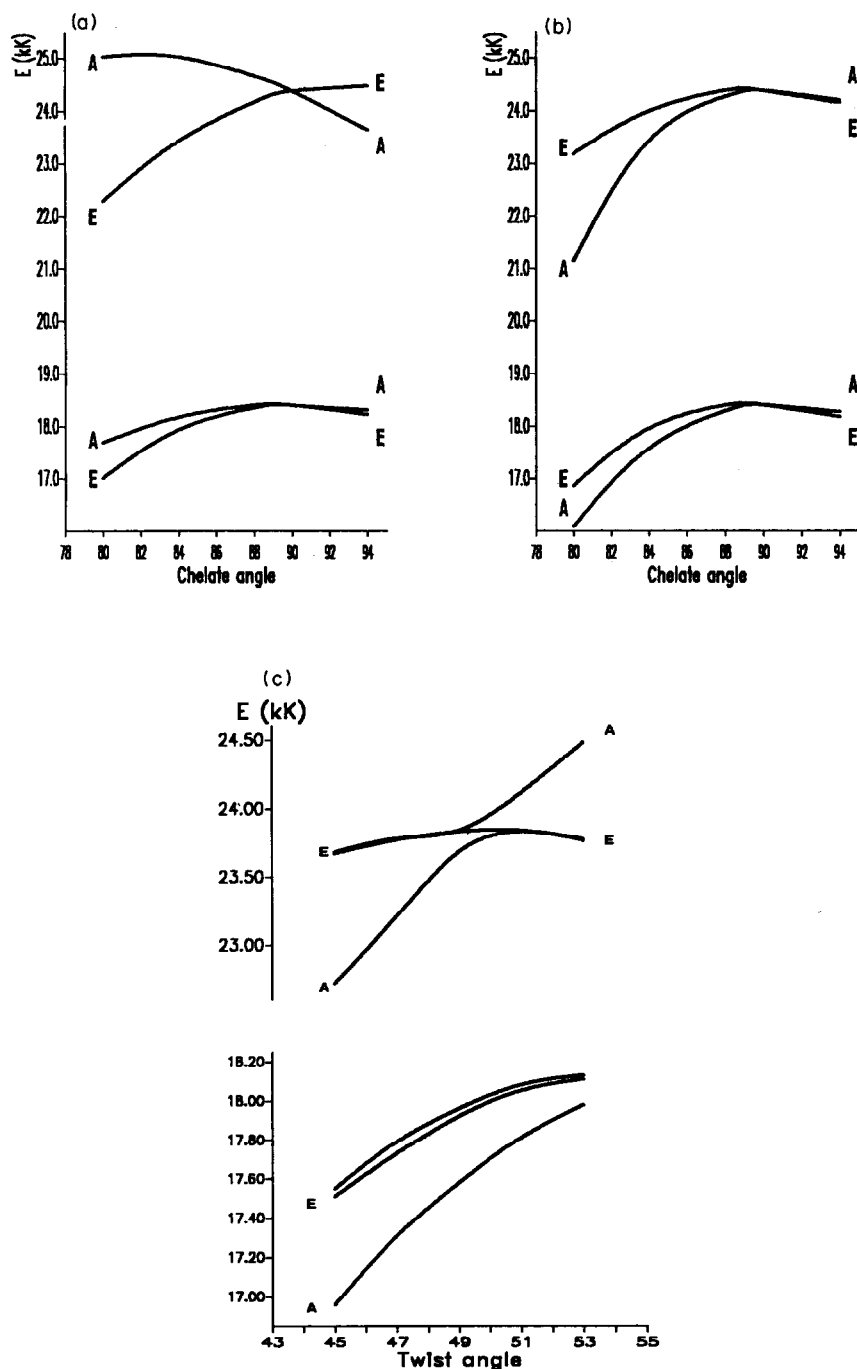 (a)
E (kK)
25.0
24.0
23.0
22.0
21.0
20.0
19.0
18.0
17.0
A
E
E
A
A
E
A
E
78 80 82 84 86 88 90 92 94
Chelate angle
(b)
E (kK)
25.0
24.0
23.0
22.0
21.0
20.0
19.0
18.0
17.0
E
A
A
E
E
A
A
E
78 80 82 84 86 88 90 92 94
Chelate angle
(c)
E (kK)
24.50
24.00
23.50
23.00
A
E
E
A
18.20
18.00
17.80
17.60
17.40
17.20
17.00
E
A
43 45 47 49 51 53 55
Twist angle